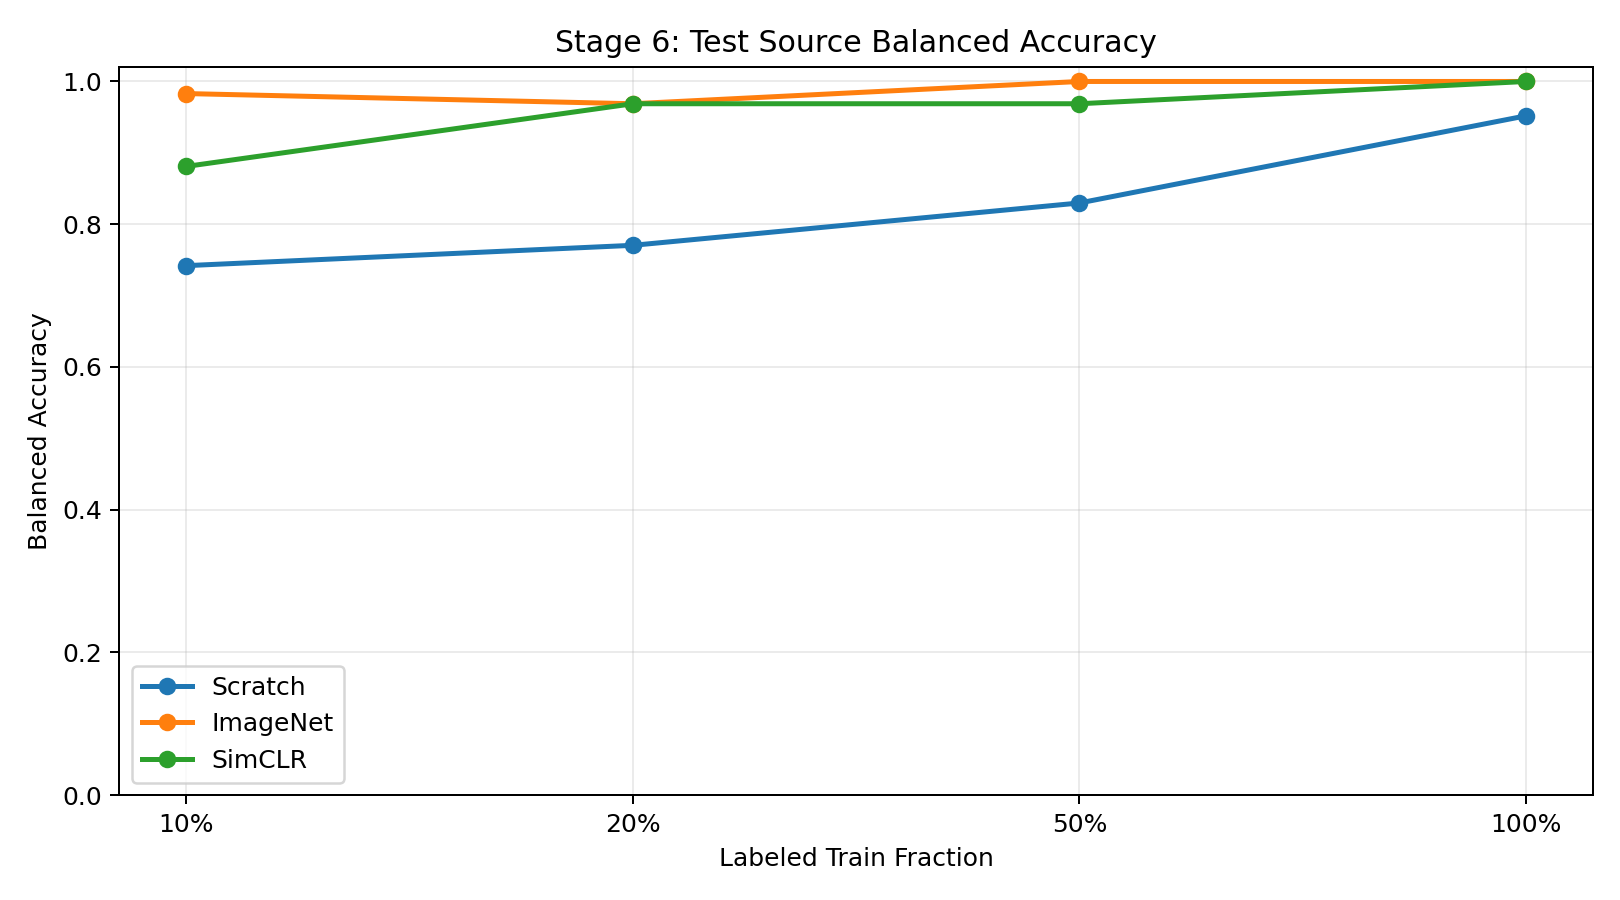 Stage 6: Test Source Balanced Accuracy
1.0
0.8
0.6
0.4
0.2
0.0
Balanced Accuracy
Scratch
ImageNet
SimCLR
10%
20%
50%
100%
Labeled Train Fraction